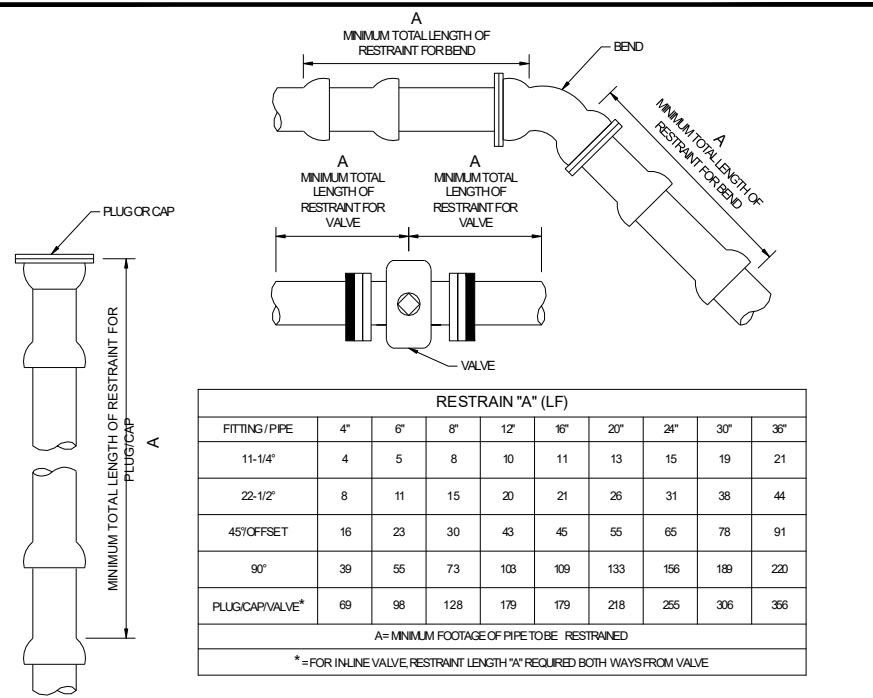 A
MINIMUM TOTAL LENGTH OF
RESTRAINT FOR BEND
BEND
A
MINIMUM TOTAL LENGTH OF
RESTRAINT FOR BEND
A
MINIMUM TOTAL
LENGTH OF
RESTRAINT FOR
VALVE
A
MINIMUM TOTAL
LENGTH OF
RESTRAINT FOR
VALVE
VALVE
PLUG OR CAP
MINIMUM TOTAL LENGTH OF RESTRAINT FOR
PLUG/CAP
A
RESTRAIN "A" (LF)
FITTING / PIPE 4" 6" 8" 12" 16" 20" 24" 30" 36"
11-1/4° 4 5 8 10 11 13 15 19 21
22-1/2° 8 11 15 20 21 26 31 38 44
45°/OFFSET 16 23 30 43 45 55 65 78 91
90° 39 55 73 103 109 133 156 189 220
PLUG/CAP/VALVE* 69 98 128 179 179 218 255 306 356
A = MINIMUM FOOTAGE OF PIPE TO BE RESTRAINED
* = FOR IN-LINE VALVE, RESTRAINT LENGTH "A" REQUIRED BOTH WAYS FROM VALVE